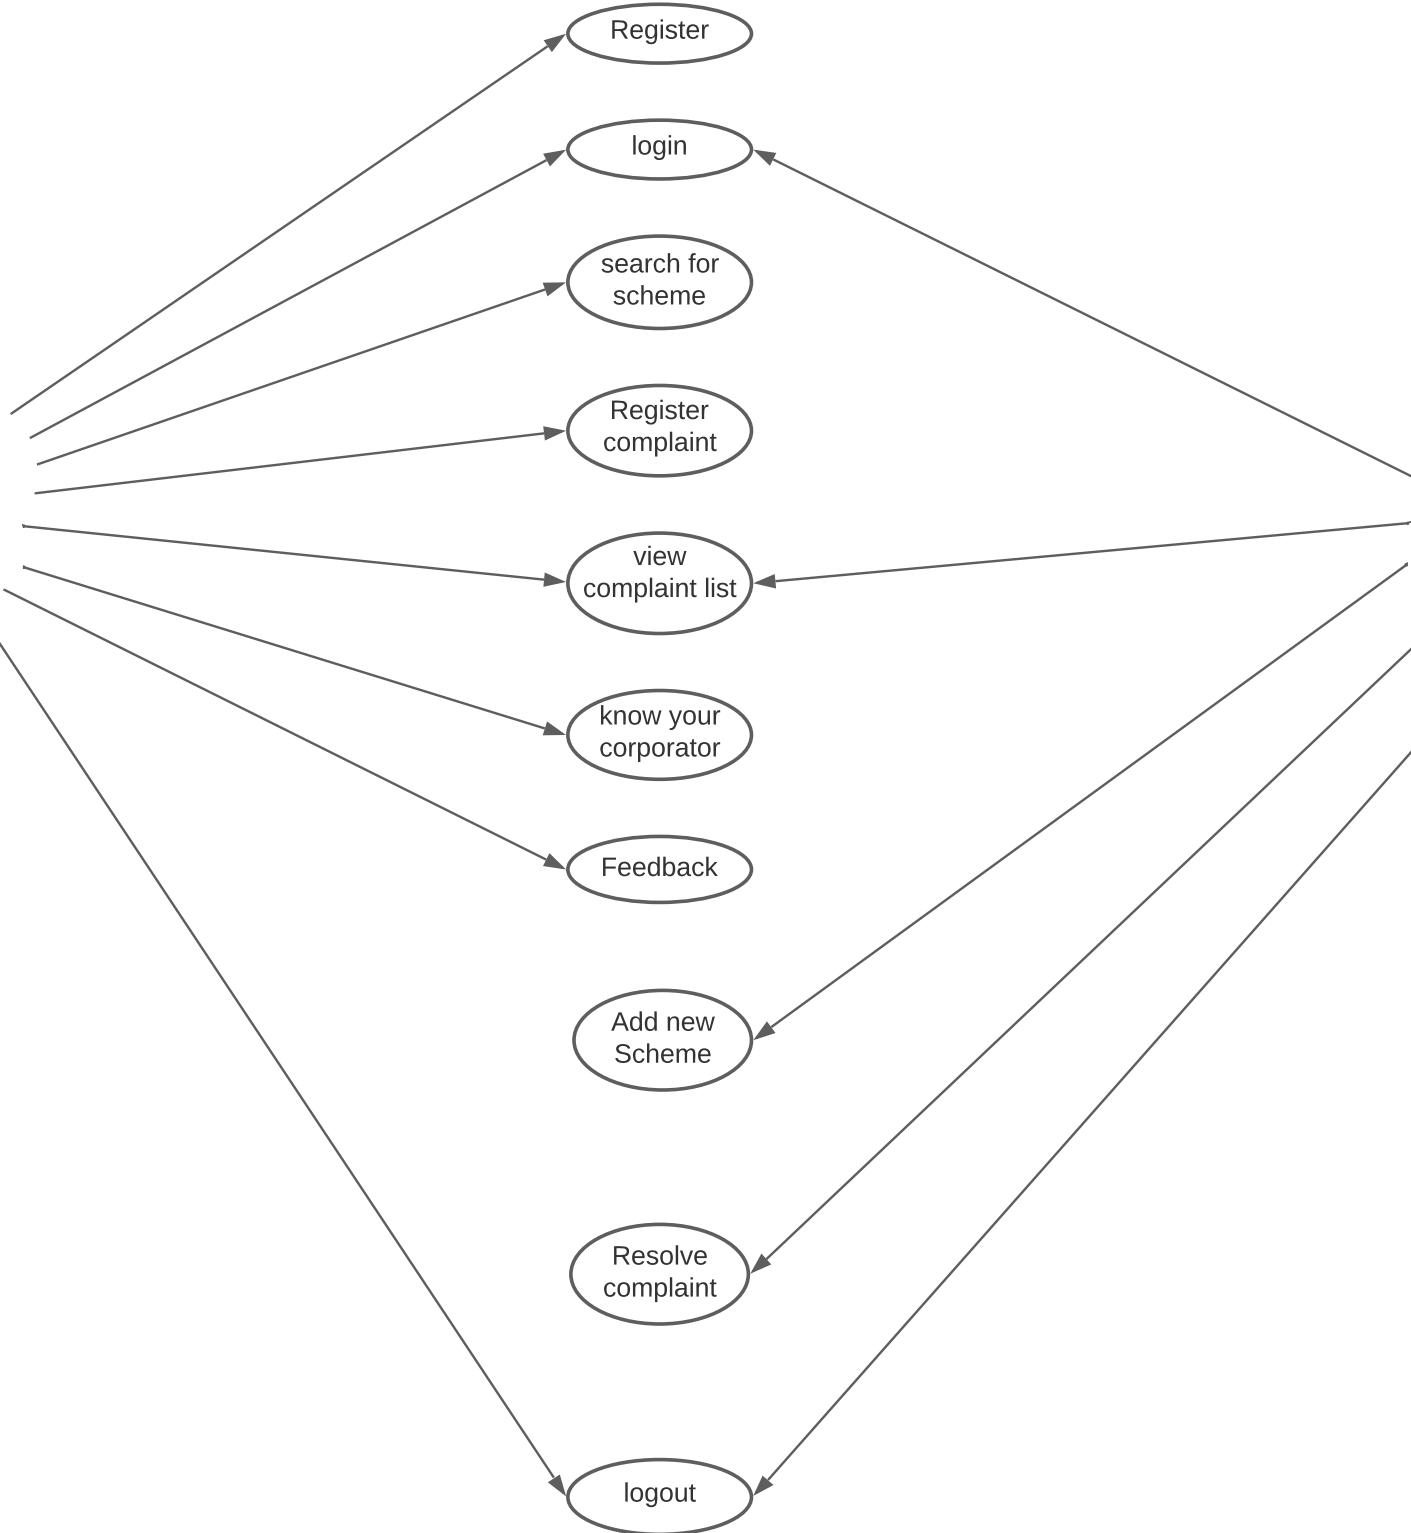 Register
login
search for
scheme
Register
complaint
view
complaint list
know your
corporator
Feedback
Add new
Scheme
Resolve
complaint
logout